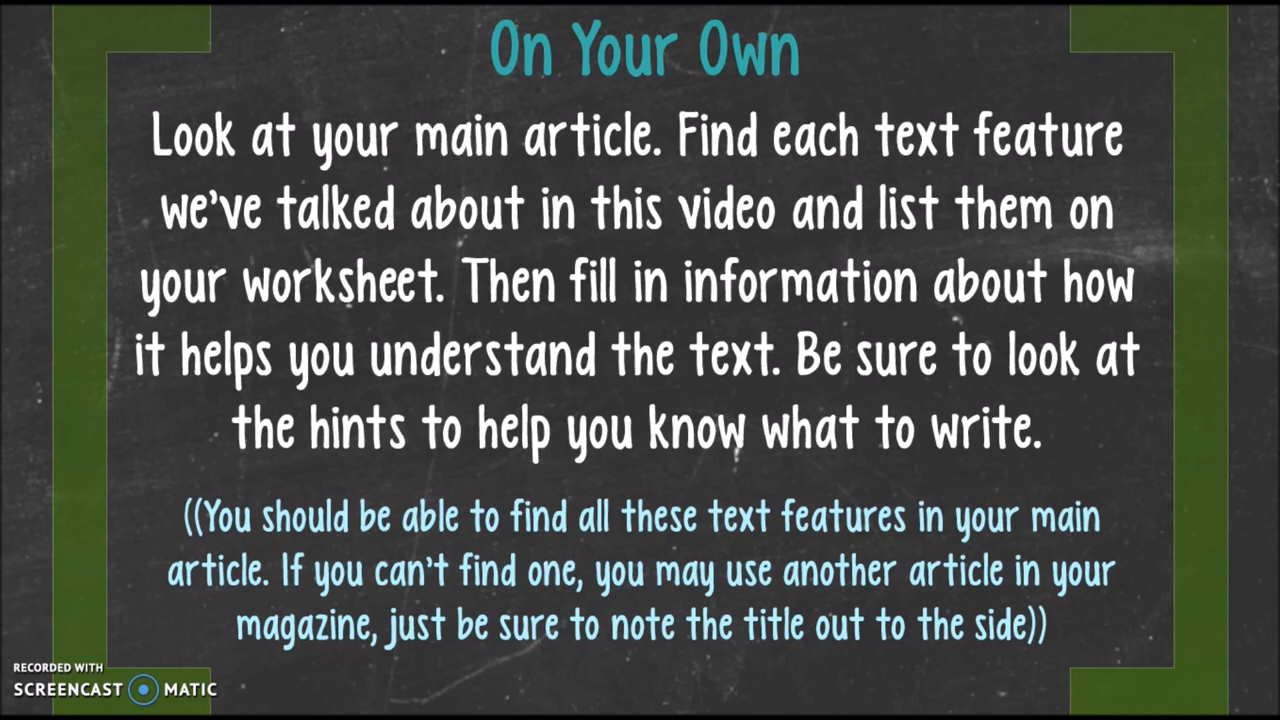 On Your Own
Look at your main article. Find each text feature
we've talked about in this video and list them on
your worksheet. Then fill in information about how
it helps you understand the text. Be sure to look at
the hints to help you know what to write.
((You should be able to find all these text features in your main
article. If you can't find one, you may use another article in your
magazine, just be sure to note the title out to the side))
RECORDED WITH
SCREENCAST MATIC